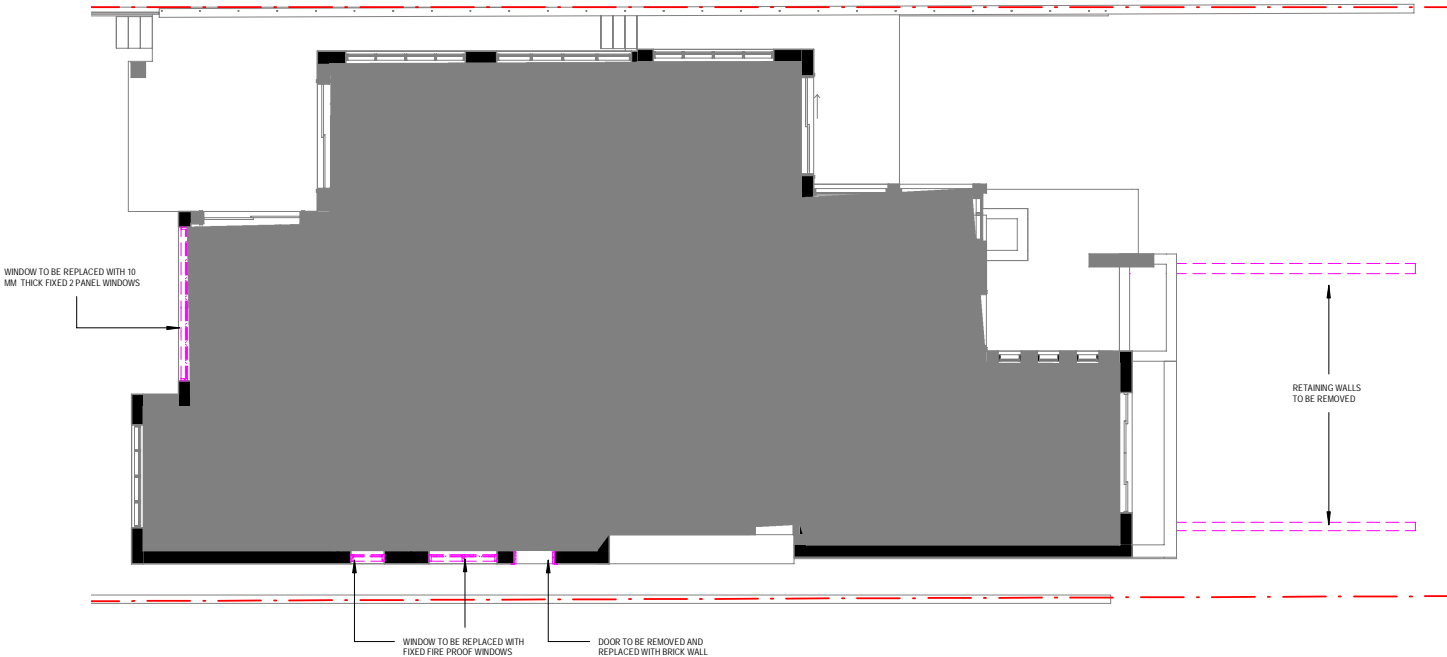 WINDOW TO BE REPLACED WITH 10
MM THICK FIXED 2 PANEL WINDOWS
RETAINING WALLS
TO BE REMOVED
WINDOW TO BE REPLACED WITH
FIXED FIRE PROOF WINDOWS
DOOR TO BE REMOVED AND
REPLACED WITH BRICK WALL